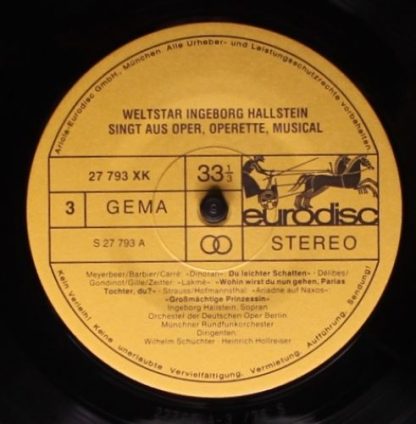 Ariola-Eurodisc GmbH., München. Alle Urheber- und Leistungsschutzrechte vorbehalten
WELTSTAR INGEBORG HALLSTEIN
SINGT AUS OPER, OPERETTE, MUSICAL
27 793 XK
33 1/3
3
GEMA
eurodisc
S 27 793 A
STEREO
Meyerbeer/Barbier/Carré: »Dinorah« Du leichter Schatten - Délibes/
Gondinot/Gille/Zeitler: »Lakmé« »Wohin wirst du nun gehen, Parias
Tochter, du?« - Strauss/Hofmannsthal: »Ariadne auf Naxos«
»Großmächtige Prinzessin«
Ingeborg Hallstein, Sopran
Orchester der Deutschen Oper Berlin
Münchner Rundfunkorchester
Dirigenten
Wilhelm Schüchter · Heinrich Hollreiser
Kein Verleih! Keine unerlaubte Vervielfältigung, Vermietung, Aufführung, Sendung!